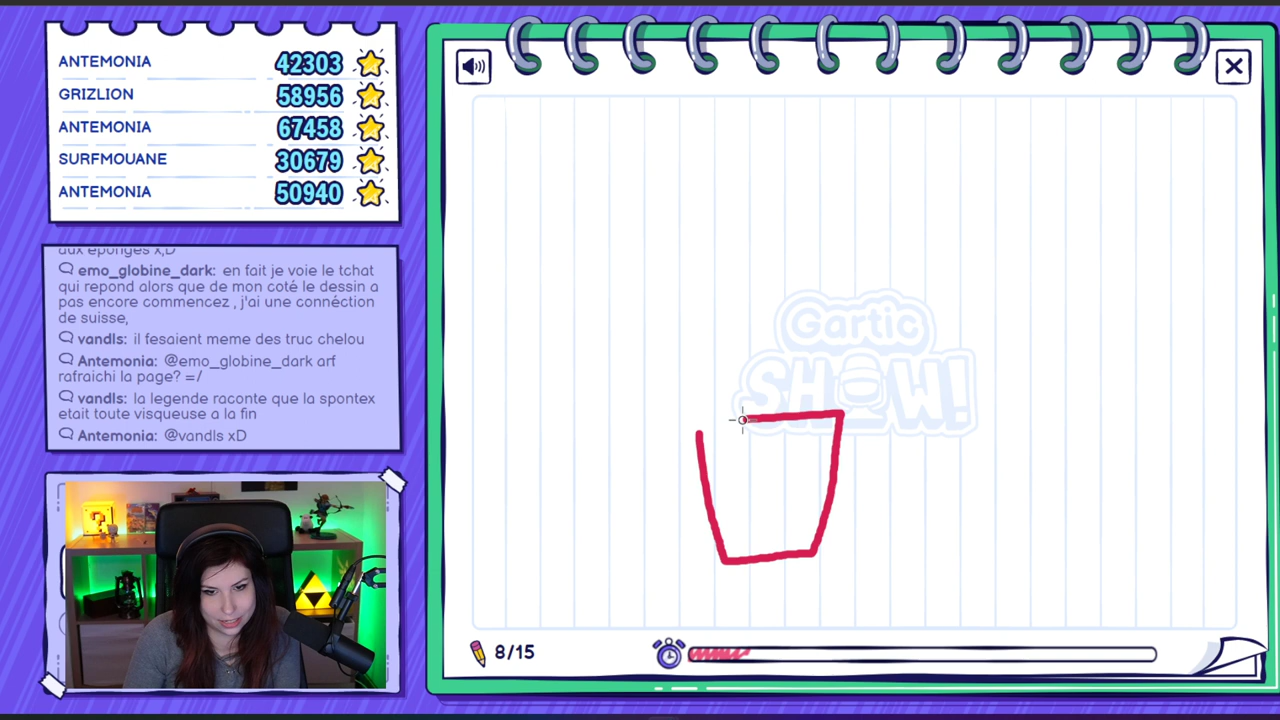 ANTEMONIA 42303
GRIZLION 58956
ANTEMONIA 67458
SURFMOUANE 30679
ANTEMONIA 50940
aux eponges x,D
emo_globine_dark: en fait je voie le tchat
qui repond alors que de mon coté le dessin a
pas encore commencez , j'ai une connéction
de suisse,
vandls: il fesaient meme des truc chelou
Antemonia: @emo_globine_dark arf
rafraichi la page? =/
vandls: la legende raconte que la spontex
etait toute visqueuse a la fin
Antemonia: @vandls xD
Gartic
SHOW!
8/15